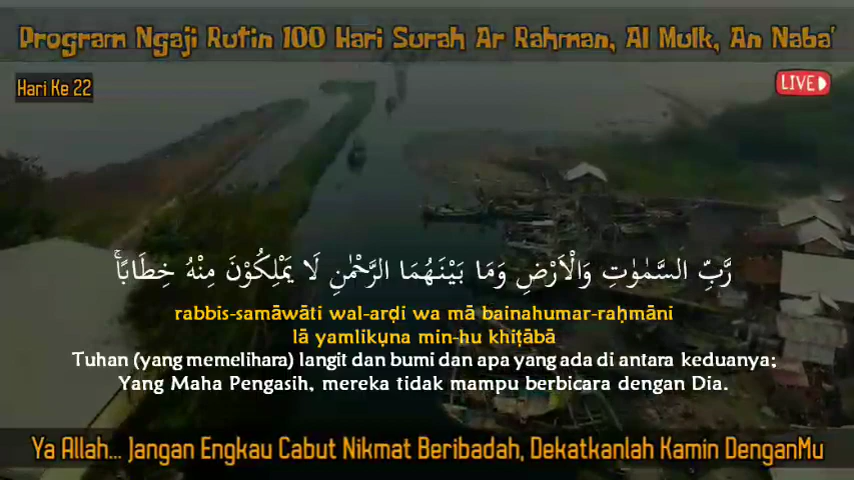 Program Ngaji Rutin 100 Hari Surah Ar Rahman, Al Mulk, An Naba'
Hari Ke 22
LIVE
رَّبِّ السَّمٰوٰتِ وَالْاَرْضِ وَمَا بَيْنَهُمَا الرَّحْمٰنِ لَا يَمْلِكُوْنَ مِنْهُ خِطَابًاۚ
rabbis-samāwāti wal-arḍi wa mā bainahumar-raḥmāni
lā yamlikụna min-hu khiṭābā
Tuhan (yang memelihara) langit dan bumi dan apa yang ada di antara keduanya;
Yang Maha Pengasih, mereka tidak mampu berbicara dengan Dia.
Ya Allah... Jangan Engkau Cabut Nikmat Beribadah, Dekatkanlah Kamin DenganMu